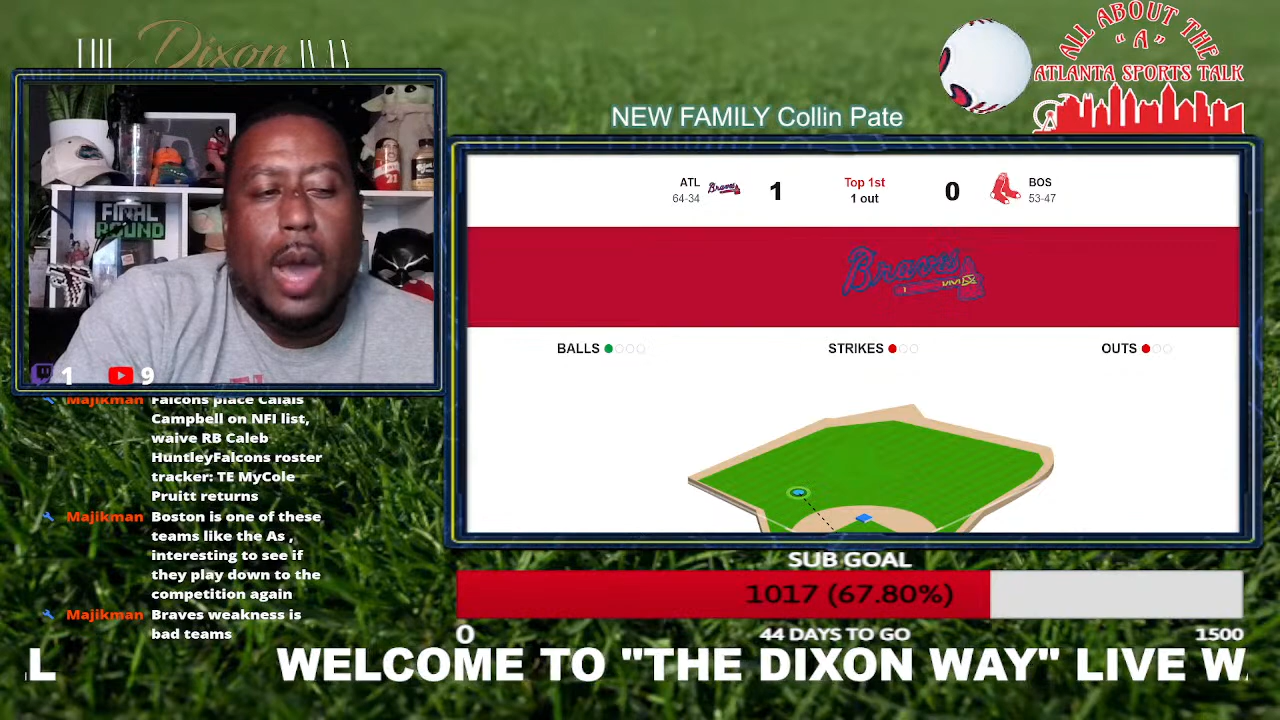 Dixon
ALL ABOUT THE
"A"
ATLANTA SPORTS TALK
NEW FAMILY Collin Pate
ATL
64-34
Braves
1
Top 1st
1 out
0
BOS
53-47
FINAL
ROUND
Braves
BALLS
STRIKES
OUTS
1
9
Majikman Falcons place Calais
Campbell on NFI list,
waive RB Caleb
HuntleyFalcons roster
tracker: TE MyCole
Pruitt returns
Majikman Boston is one of these
teams like the As ,
interesting to see if
they play down to the
competition again
Majikman Braves weakness is
bad teams
SUB GOAL
1017 (67.80%)
0
44 DAYS TO GO
1500
L WELCOME TO "THE DIXON WAY" LIVE W